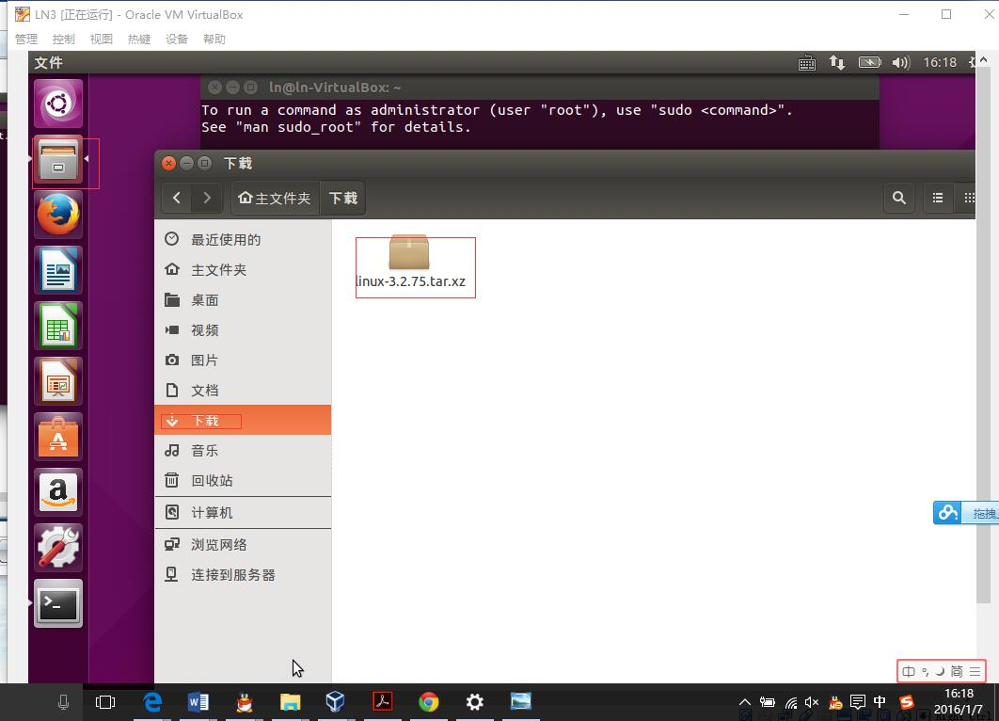 LN3 [正在运行] - Oracle VM VirtualBox
管理 控制 视图 热键 设备 帮助
文件 16:18
ln@ln-VirtualBox: ~
To run a command as administrator (user "root"), use "sudo <command>".
See "man sudo_root" for details.
下载
主文件夹 下载
最近使用的
主文件夹
桌面
视频
图片
文档
下载
音乐
回收站
计算机
浏览网络
连接到服务器
linux-3.2.75.tar.xz
拖拽
中 简
中 16:18
2016/1/7